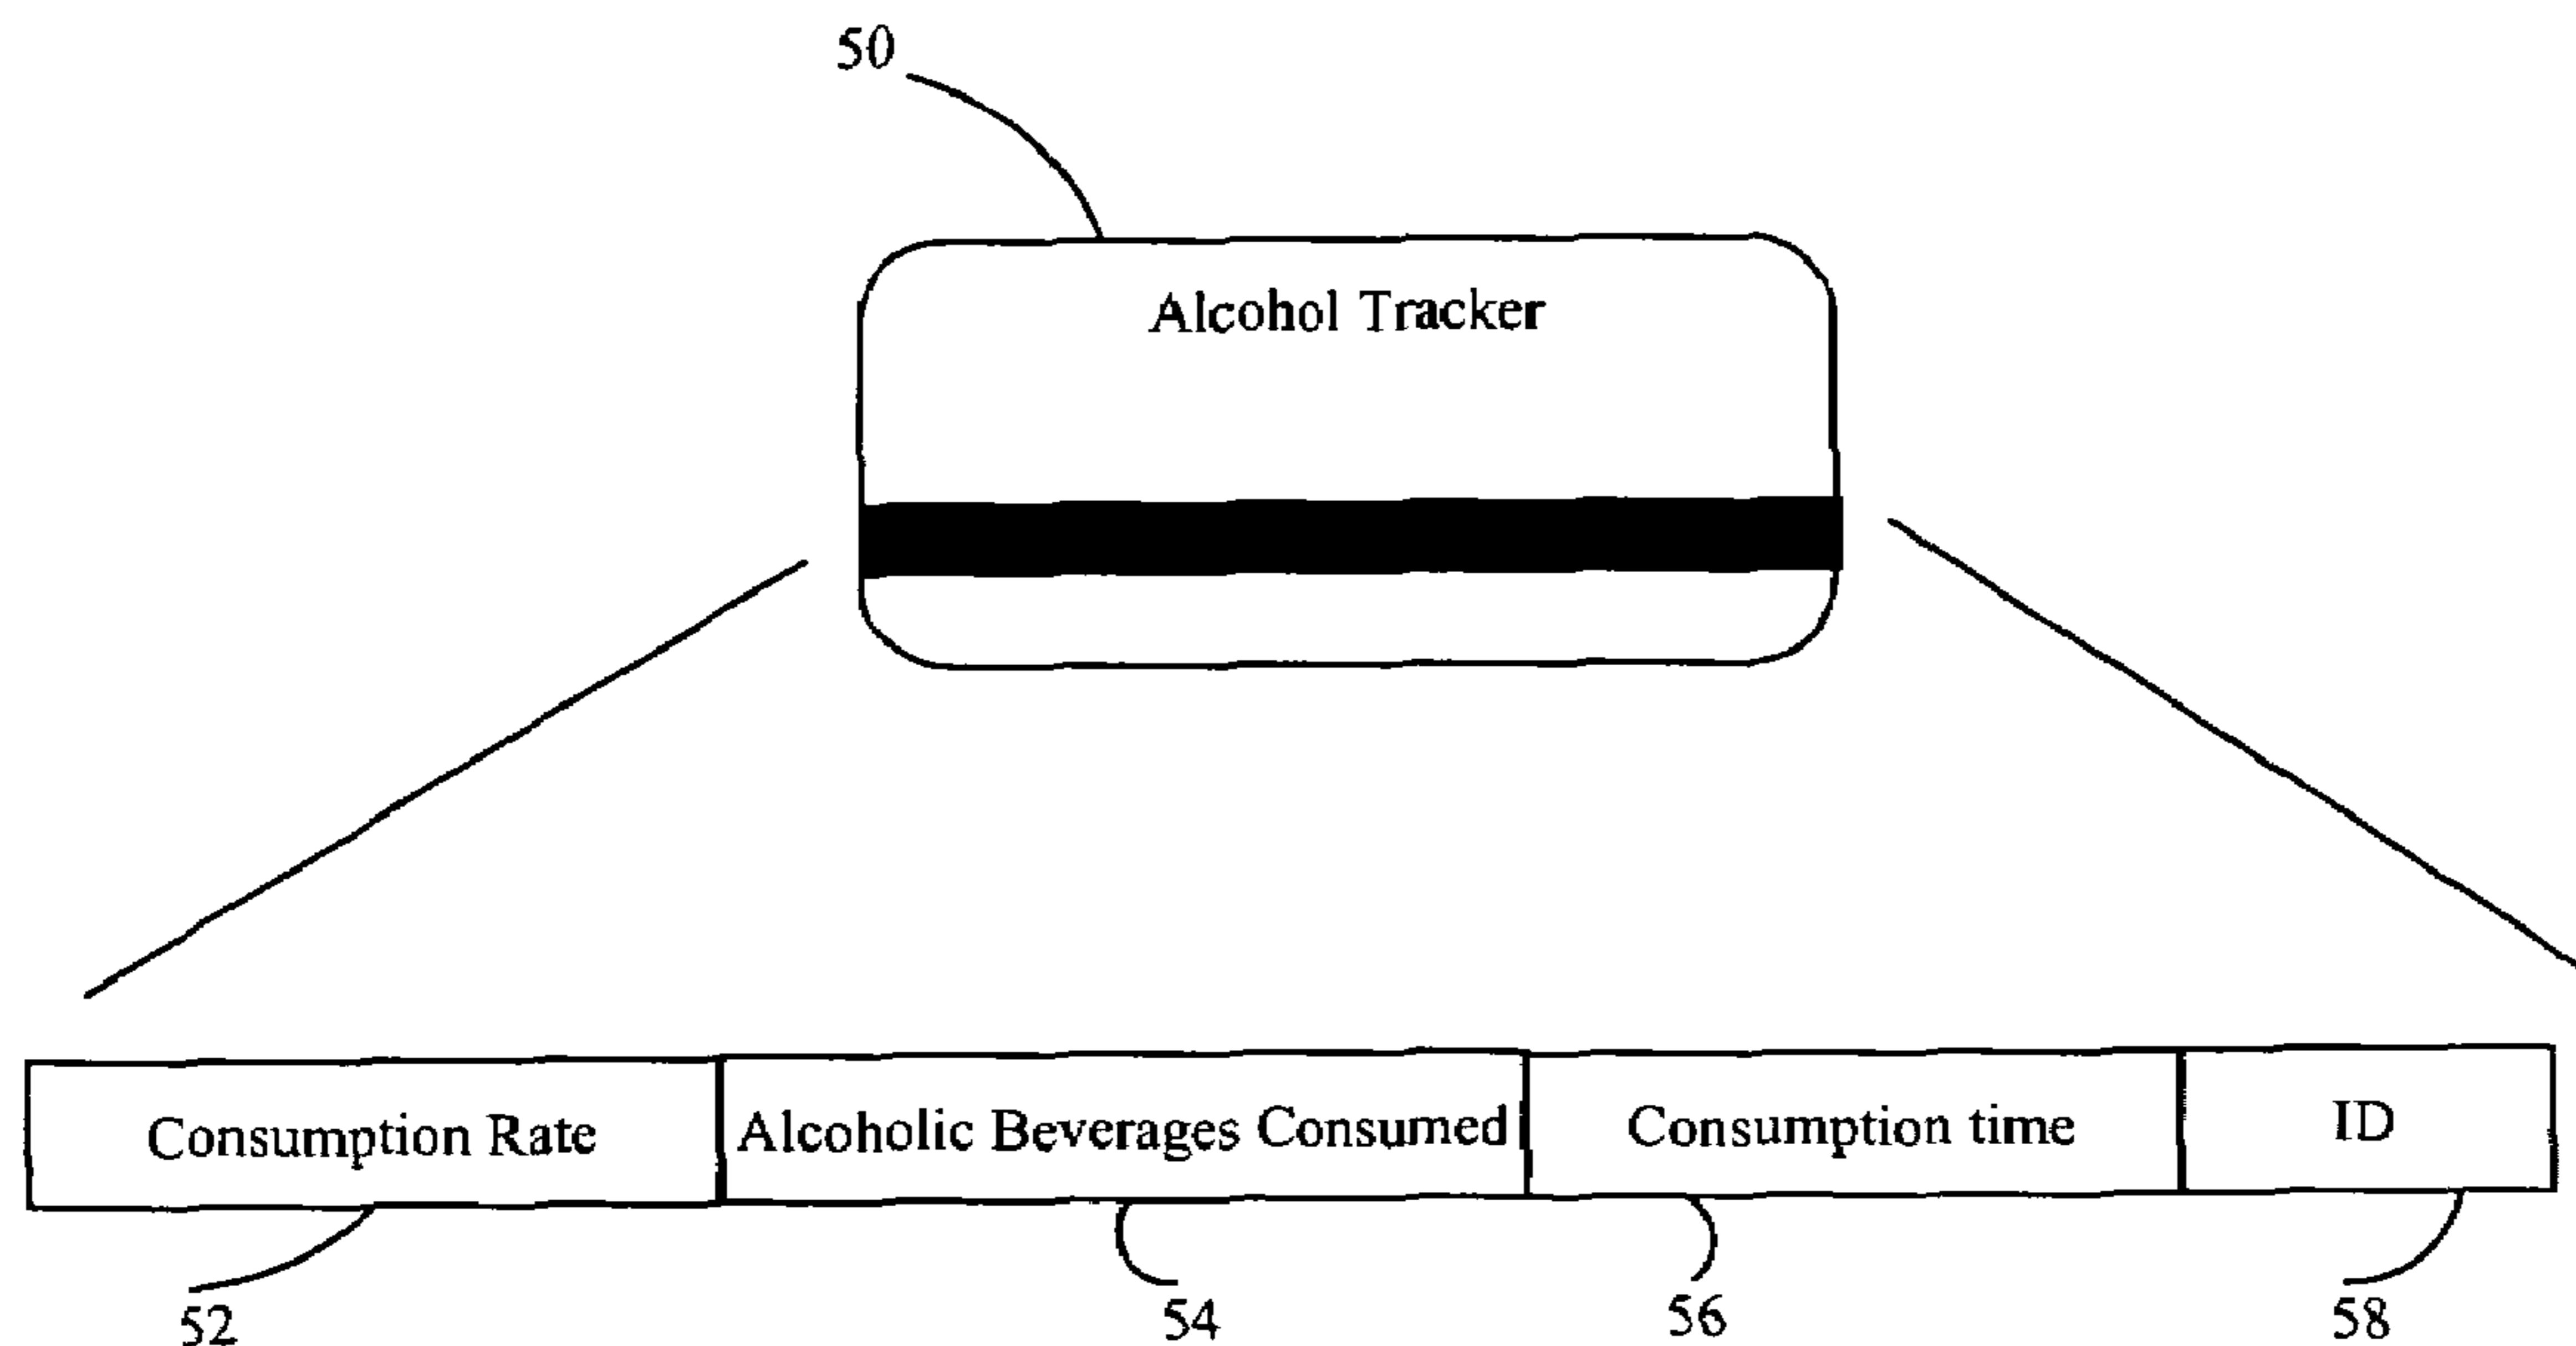 50
Alcohol Tracker
Consumption Rate Alcoholic Beverages Consumed Consumption time ID
52 54 56 58